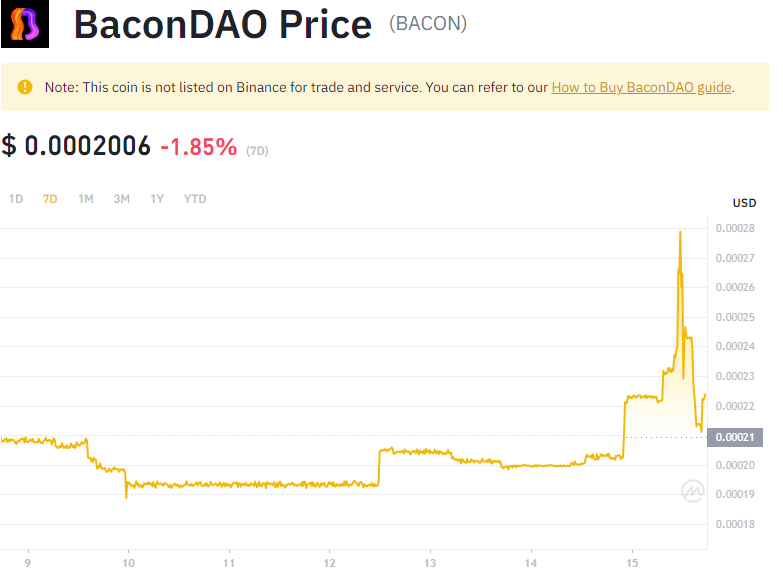 BaconDAO Price (BACON)
Note: This coin is not listed on Binance for trade and service. You can refer to our How to Buy BaconDAO guide.
$ 0.0002006 -1.85% (7D)
1D 7D 1M 3M 1Y YTD
USD
0.00028
0.00027
0.00026
0.00025
0.00024
0.00023
0.00022
0.00021
0.00020
0.00019
0.00018
9 10 11 12 13 14 15